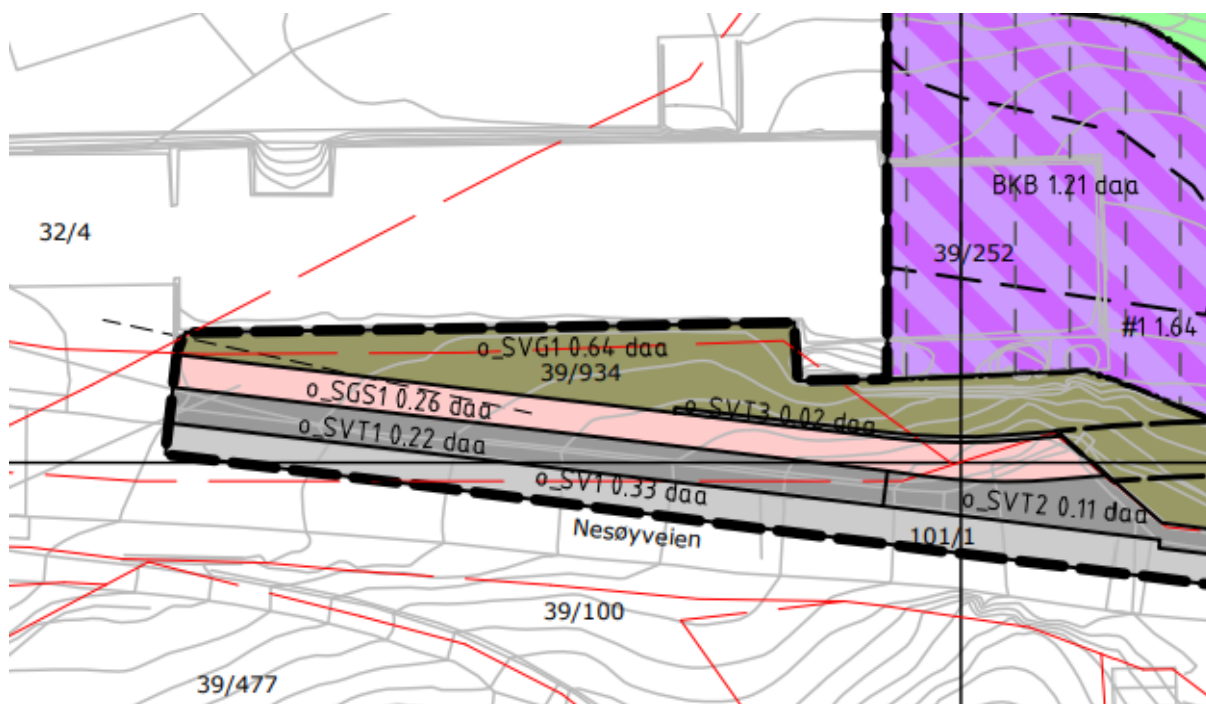 BKB 1.21 daa
32/4
39/252
#1 1.64
o_SVG1 0.64 daa
39/934
o_SGS1 0.26 daa
o_SVT3 0.02 daa
o_SVT1 0.22 daa
o_SV1 0.33 daa
o_SVT2 0.11 daa
Nesøyveien
101/1
39/100
39/477